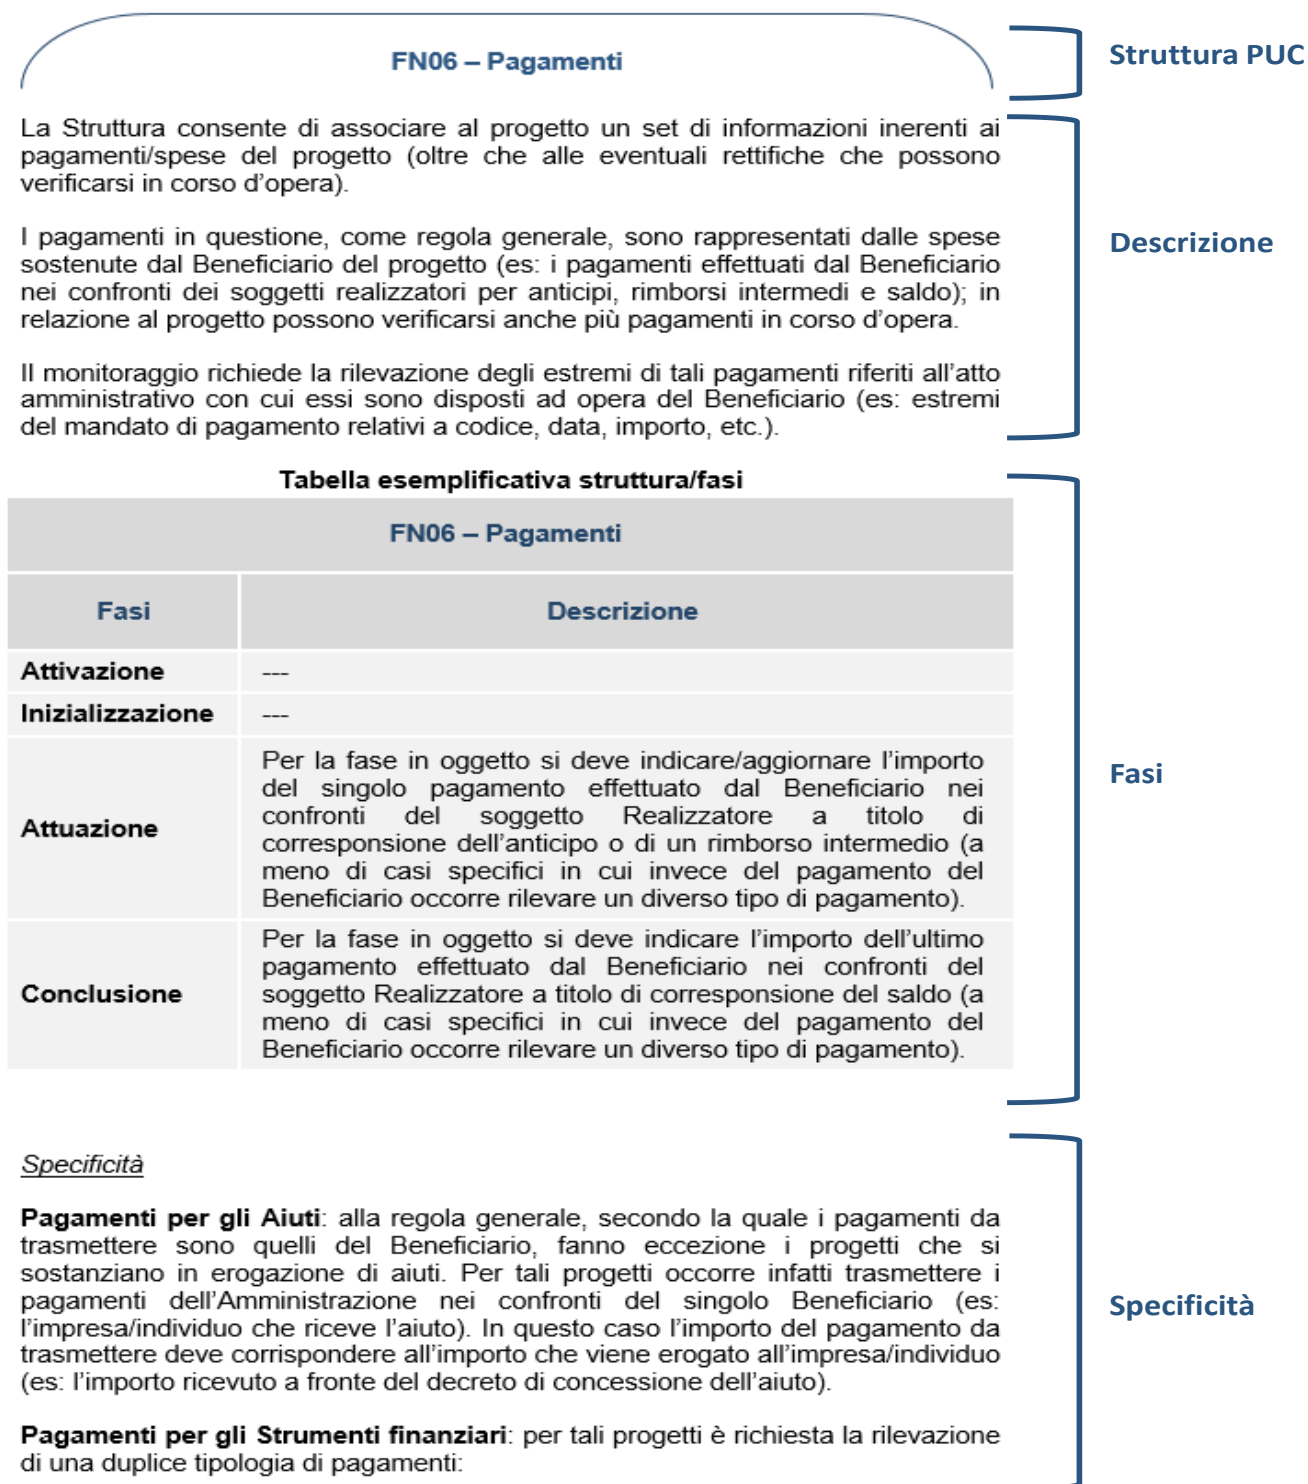 FN06 – Pagamenti
Struttura PUC
La Struttura consente di associare al progetto un set di informazioni inerenti ai
pagamenti/spese del progetto (oltre che alle eventuali rettifiche che possono
verificarsi in corso d’opera).
I pagamenti in questione, come regola generale, sono rappresentati dalle spese
sostenute dal Beneficiario del progetto (es: i pagamenti effettuati dal Beneficiario
nei confronti dei soggetti realizzatori per anticipi, rimborsi intermedi e saldo); in
relazione al progetto possono verificarsi anche più pagamenti in corso d’opera.
Il monitoraggio richiede la rilevazione degli estremi di tali pagamenti riferiti all’atto
amministrativo con cui essi sono disposti ad opera del Beneficiario (es: estremi
del mandato di pagamento relativi a codice, data, importo, etc.).
Descrizione
Tabella esemplificativa struttura/fasi
FN06 – Pagamenti
Fasi
Descrizione
Attivazione
---
Inizializzazione
---
Attuazione
Per la fase in oggetto si deve indicare/aggiornare l’importo
del singolo pagamento effettuato dal Beneficiario nei
confronti del soggetto Realizzatore a titolo di
corresponsione dell’anticipo o di un rimborso intermedio (a
meno di casi specifici in cui invece del pagamento del
Beneficiario occorre rilevare un diverso tipo di pagamento).
Conclusione
Per la fase in oggetto si deve indicare l’importo dell’ultimo
pagamento effettuato dal Beneficiario nei confronti del
soggetto Realizzatore a titolo di corresponsione del saldo (a
meno di casi specifici in cui invece del pagamento del
Beneficiario occorre rilevare un diverso tipo di pagamento).
Fasi
Specificità
Pagamenti per gli Aiuti: alla regola generale, secondo la quale i pagamenti da
trasmettere sono quelli del Beneficiario, fanno eccezione i progetti che si
sostanziano in erogazione di aiuti. Per tali progetti occorre infatti trasmettere i
pagamenti dell’Amministrazione nei confronti del singolo Beneficiario (es:
l’impresa/individuo che riceve l’aiuto). In questo caso l’importo del pagamento da
trasmettere deve corrispondere all’importo che viene erogato all’impresa/individuo
(es: l’importo ricevuto a fronte del decreto di concessione dell’aiuto).
Pagamenti per gli Strumenti finanziari: per tali progetti è richiesta la rilevazione
di una duplice tipologia di pagamenti:
Specificità